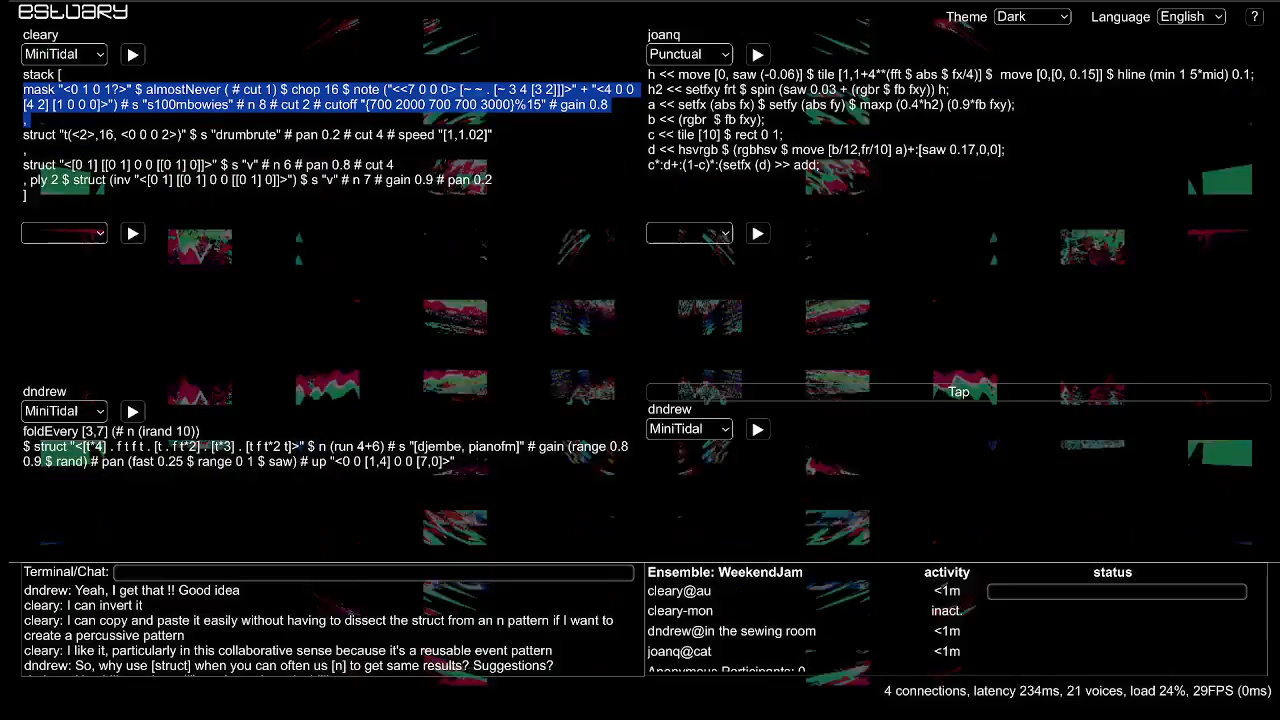 estuary
Theme Dark Language English ?
cleary
MiniTidal
stack [
mask "<0 1 0 1?>" $ almostNever ( # cut 1) $ chop 16 $ note ("<<7 0 0 0> [~ ~ . [~ 3 4 [3 2]]]>" + "<4 0 0
[4 2] [1 0 0 0]>") # s "s100mbowies" # n 8 # cut 2 # cutoff "{700 2000 700 700 3000}%15" # gain 0.8
,
struct "t(<2>,16, <0 0 0 2>)" $ s "drumbrute" # pan 0.2 # cut 4 # speed "[1,1.02]"
,
struct "<[0 1] [[0 1] 0 0 [[0 1] 0]]>" $ s "v" # n 6 # pan 0.8 # cut 4
, ply 2 $ struct (inv "<[0 1] [[0 1] 0 0 [[0 1] 0]]>") $ s "v" # n 7 # gain 0.9 # pan 0.2
]
joanq
Punctual
h << move [0, saw (-0.06)] $ tile [1,1+4**(fft $ abs $ fx/4)] $ move [0,[0, 0.15]] $ hline (min 1 5*mid) 0.1;
h2 << setfxy frt $ spin (saw 0.03 + (rgbr $ fb fxy)) h;
a << setfx (abs fx) $ setfy (abs fy) $ maxp (0.4*h2) (0.9*fb fxy);
b << (rgbr $ fb fxy);
c << tile [10] $ rect 0 1;
d << hsvrgb $ (rgbhsv $ move [b/12,fr/10] a)+:[saw 0.17,0,0];
c*:d+:(1-c)*:(setfx (d) >> add;
dndrew
MiniTidal
foldEvery [3,7] (# n (irand 10))
$ struct "<[t*4] . f t f t . [t . f t*2] . [t*3] . [t f t*2 t]>" $ n (run 4+6) # s "[djembe, pianofm]" # gain (range 0.8
0.9 $ rand) # pan (fast 0.25 $ range 0 1 $ saw) # up "<0 0 [1,4] 0 0 [7,0]>"
Tap
dndrew
MiniTidal
Terminal/Chat:
dndrew: Yeah, I get that !! Good idea
cleary: I can invert it
cleary: I can copy and paste it easily without having to dissect the struct from an n pattern if I want to
create a percussive pattern
cleary: I like it, particularly in this collaborative sense because it's a reusable event pattern
dndrew: So, why use [struct] when you can often us [n] to get same results? Suggestions?
Ensemble: WeekendJam activity status
cleary@au <1m
cleary-mon inact.
dndrew@in the sewing room <1m
joanq@cat <1m
Anonymous Participants: 0
4 connections, latency 234ms, 21 voices, load 24%, 29FPS (0ms)